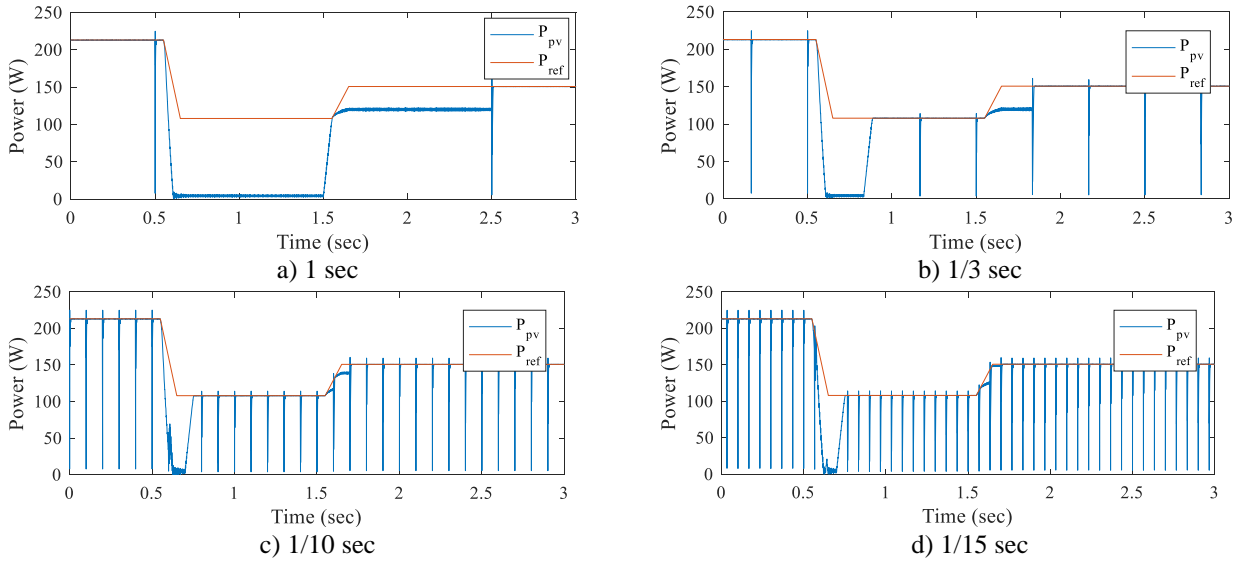 250
200
150
100
50
0
Power (W)
P_pv
P_ref
0 0.5 1 1.5 2 2.5 3
Time (sec)
a) 1 sec
250
200
150
100
50
0
Power (W)
P_pv
P_ref
0 0.5 1 1.5 2 2.5 3
Time (sec)
b) 1/3 sec
250
200
150
100
50
0
Power (W)
P_pv
P_ref
0 0.5 1 1.5 2 2.5 3
Time (sec)
c) 1/10 sec
250
200
150
100
50
0
Power (W)
P_pv
P_ref
0 0.5 1 1.5 2 2.5 3
Time (sec)
d) 1/15 sec